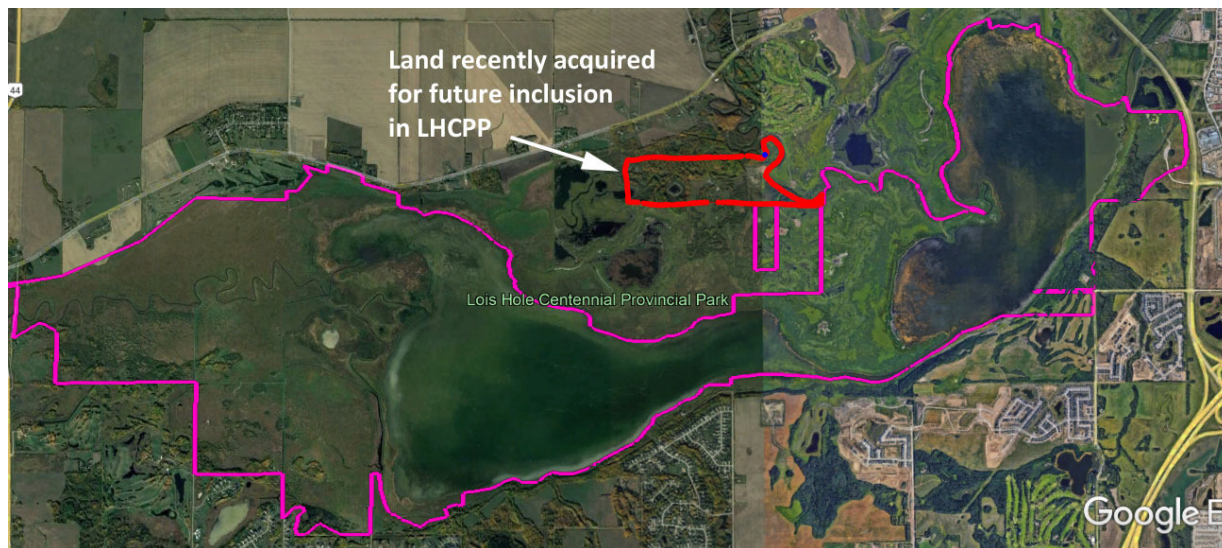 44
Land recently acquired
for future inclusion
in LHCPP
Lois Hole Centennial Provincial Park
Google E